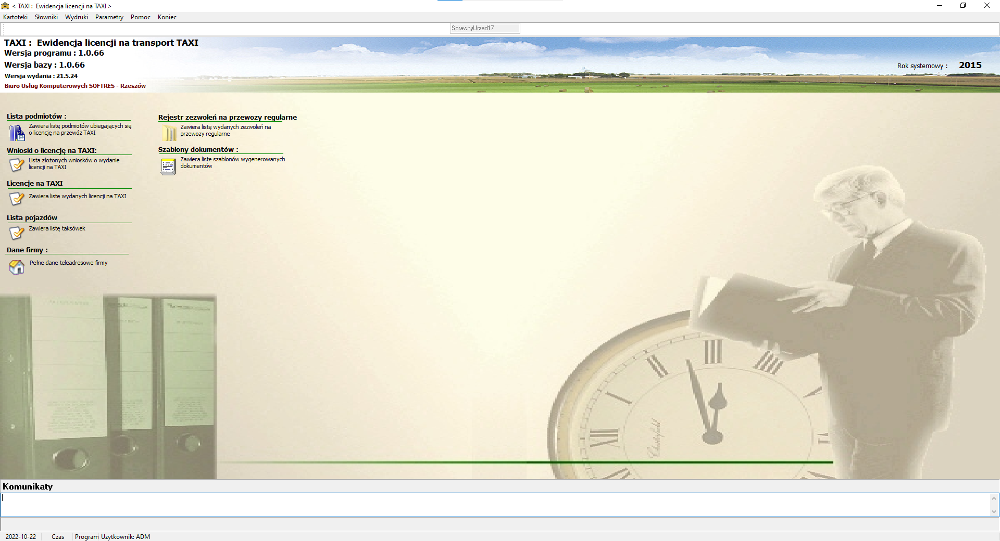 < TAXI :  Ewidencja licencji na TAXI >
Kartoteki Słowniki Wydruki Parametry Pomoc Koniec
SprawnyUrzad17
TAXI :  Ewidencja licencji na transport TAXI
Wersja programu : 1.0.66
Wersja bazy : 1.0.66
Wersja wydania : 21.5.24
Biuro Usług Komputerowych SOFTRES - Rzeszów
Rok systemowy : 2015
Lista podmiotów :
Zawiera listę podmiotów ubiegających się
o licencję na przewóz TAXI
Wnioski o licencję na TAXI:
Lista złożonych wniosków o wydanie
licencji na TAXI
Licencje na TAXI
Zawiera listę wydanych licencji na TAXI
Lista pojazdów
Zawiera listę taksówek
Dane firmy :
Pełne dane teleadresowe firmy
Rejestr zezwoleń na przewozy regularne
Zawiera listę wydanych zezwoleń na
przewozy regularne
Szablony dokumentów :
Zawiera liste szablonów wygenerowanych
dokumentów
Komunikaty
2022-10-22 Czas Program Użytkownik: ADM